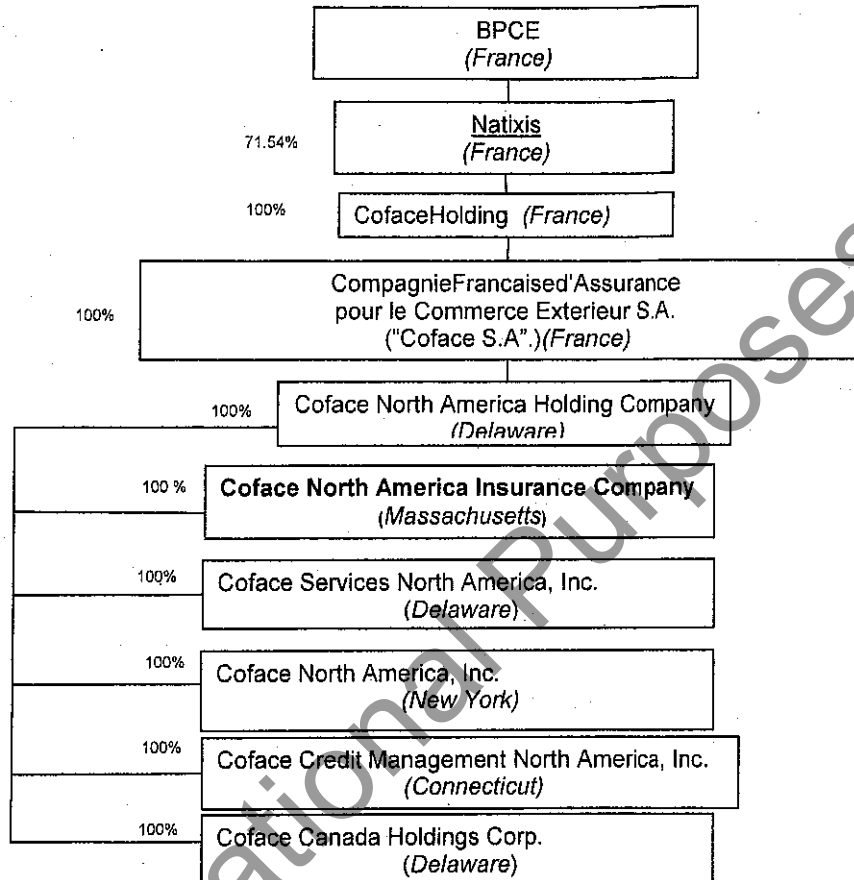 BPCE
(France)
71.54%
Natixis
(France)
100%
CofaceHolding (France)
100%
CompagnieFrancaised'Assurance
pour le Commerce Exterieur S.A.
("Coface S.A".)(France)
100%
Coface North America Holding Company
(Delaware)
100 %
Coface North America Insurance Company
(Massachusetts)
100%
Coface Services North America, Inc.
(Delaware)
100%
Coface North America, Inc.
(New York)
100%
Coface Credit Management North America, Inc.
(Connecticut)
100%
Coface Canada Holdings Corp.
(Delaware)
ational Purposes